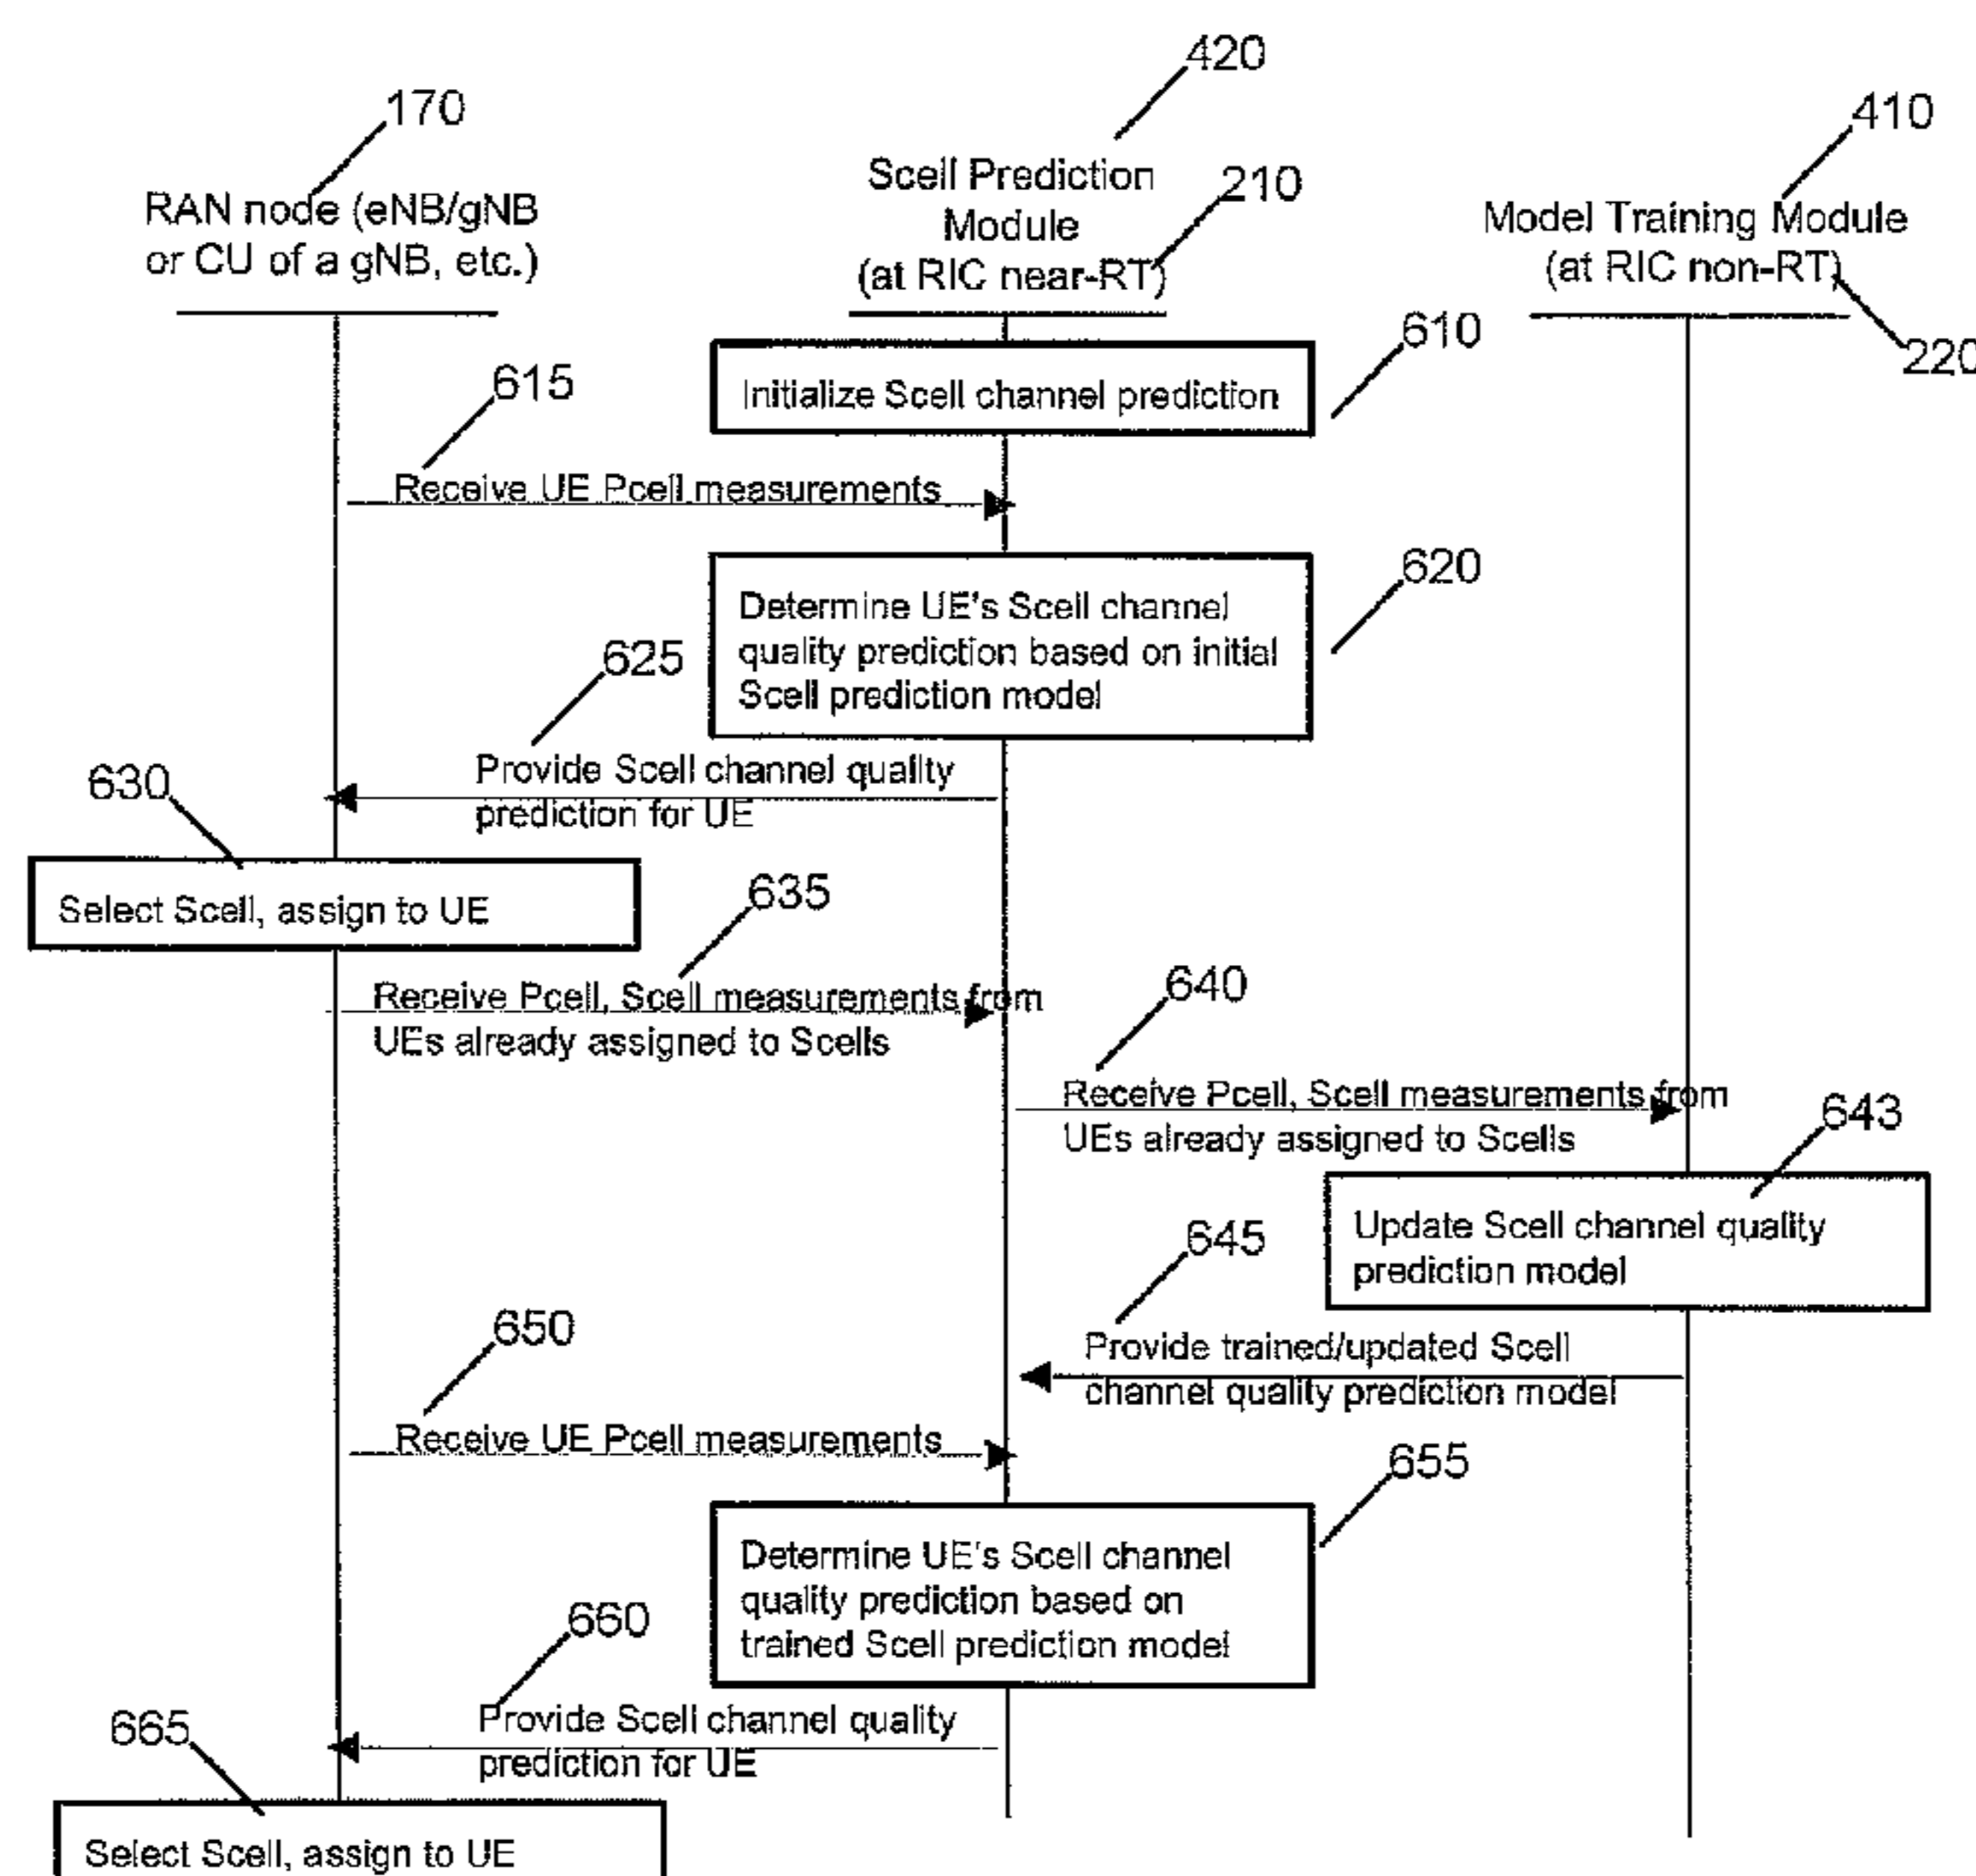 420
170
410
Scell Prediction
Module
(at RIC near-RT)
210
RAN node (eNB/gNB
or CU of a gNB, etc.)
Model Training Module
(at RIC non-RT)
220
610
Initialize Scell channel prediction
615
Receive UE Pcell measurements
620
Determine UE's Scell channel
quality prediction based on initial
Scell prediction model
625
Provide Scell channel quality
prediction for UE
630
Select Scell, assign to UE
635
Receive Pcell, Scell measurements from
UEs already assigned to Scells
640
Receive Pcell, Scell measurements from
UEs already assigned to Scells
643
Update Scell channel quality
prediction model
645
Provide trained/updated Scell
channel quality prediction model
650
Receive UE Pcell measurements
655
Determine UE's Scell channel
quality prediction based on
trained Scell prediction model
660
Provide Scell channel quality
prediction for UE
665
Select Scell, assign to UE